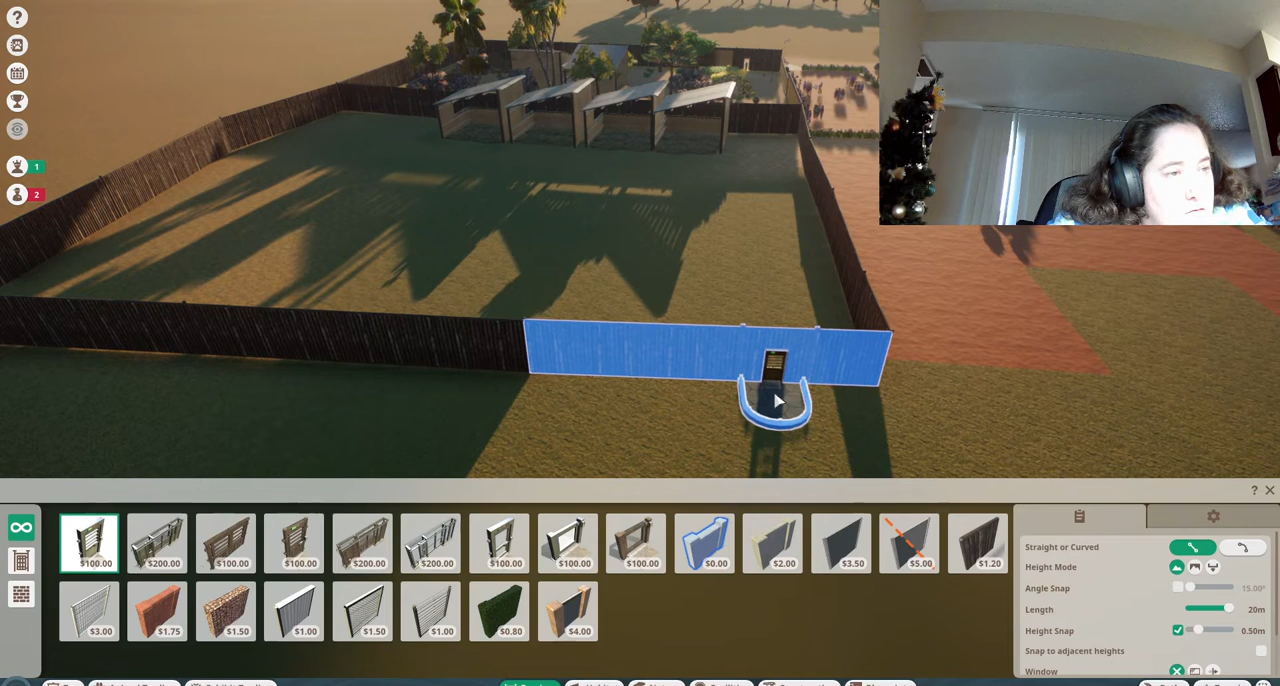 ?
1
2
? ×
$100.00 $200.00 $100.00 $100.00 $200.00 $200.00 $100.00 $100.00 $100.00 $0.00 $2.00 $3.50 $5.00 $1.20
$3.00 $1.75 $1.50 $1.00 $1.50 $1.00 $0.80 $4.00
Straight or Curved
Height Mode
Angle Snap 15.00°
Length 20m
Height Snap 0.50m
Snap to adjacent heights
Window